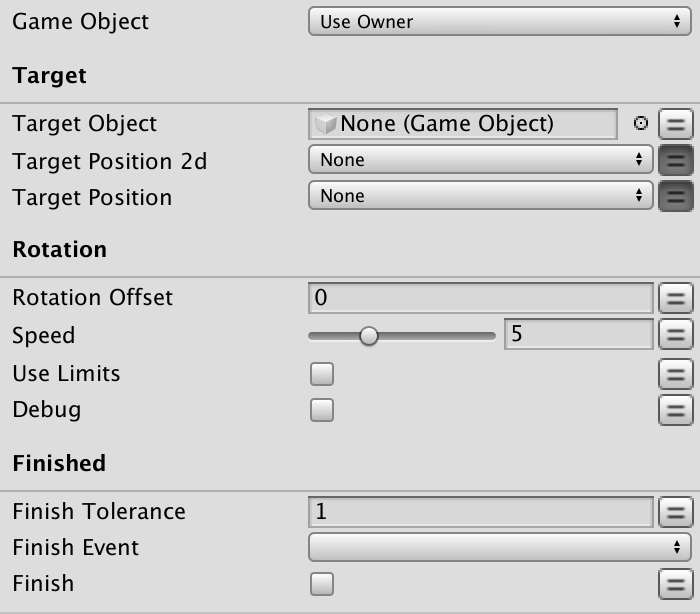 Game Object Use Owner
Target
Target Object None (Game Object)
Target Position 2d None
Target Position None
Rotation
Rotation Offset 0
Speed 5
Use Limits
Debug
Finished
Finish Tolerance 1
Finish Event
Finish